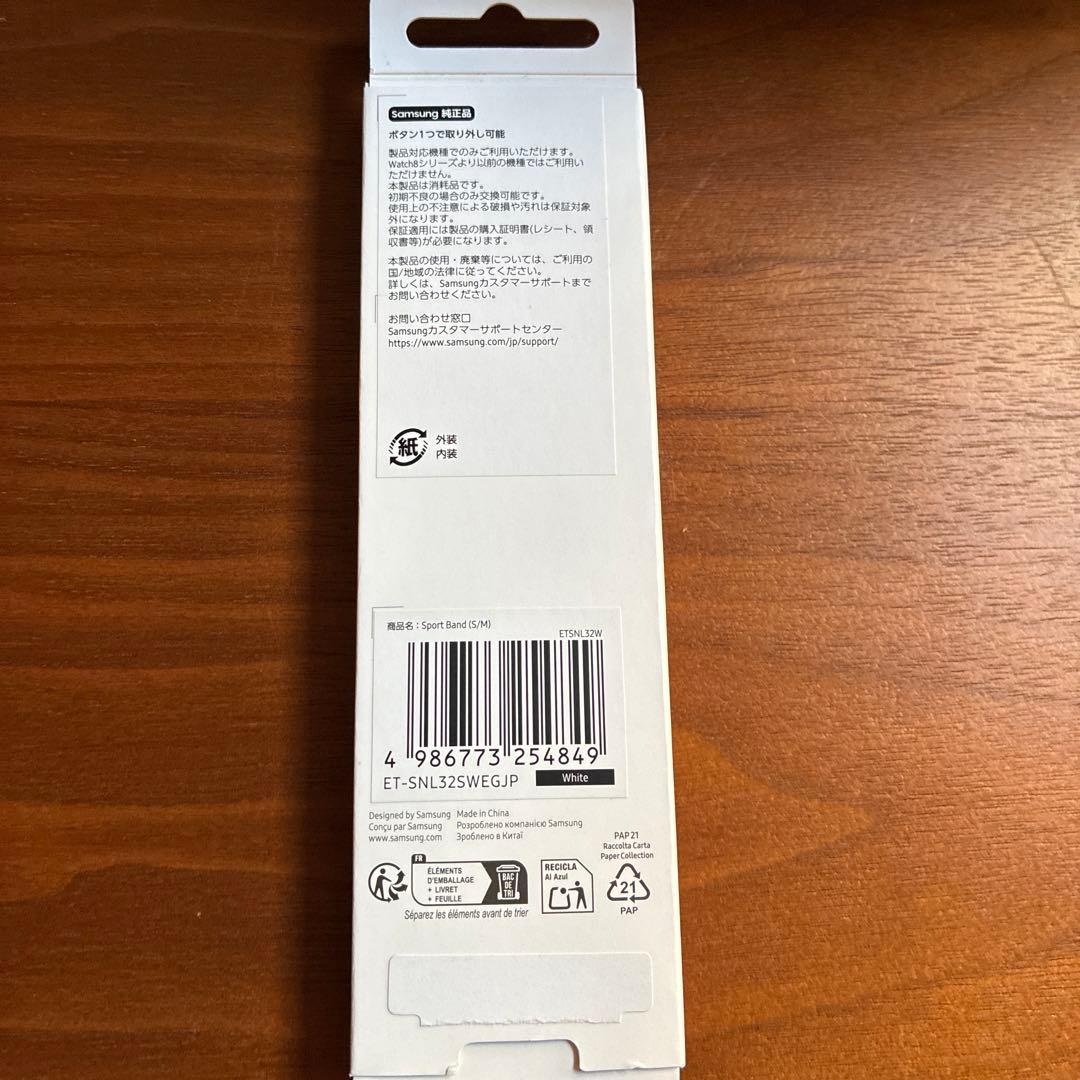 Samsung 純正品
ボタン1つで取り外し可能
製品対応機種でのみご利用いただけます。
Watch8シリーズより以前の機種ではご利用い
ただけません。
本製品は消耗品です。
初期不良の場合のみ交換可能です。
使用上の不注意による破損や汚れは保証対象
外になります。
保証適用には製品の購入証明書(レシート、領
収書等)が必要になります。
本製品の使用・廃棄等については、ご利用の
国/地域の法律に従ってください。
詳しくは、Samsungカスタマーサポートまで
お問い合わせください。
お問い合わせ窓口
Samsungカスタマーサポートセンター
https://www.samsung.com/jp/support/
紙
外装
内装
商品名：Sport Band (S/M)
ETSNL32W
4 986773 254849
ET-SNL32SWEGJP
White
Designed by Samsung Made in China
Conçu par Samsung Розроблено компанією Samsung
www.samsung.com Зроблено в Китаї
PAP 21
Raccolta Carta
Paper Collection
FR
ÉLÉMENTS
D'EMBALLAGE
+ LIVRET
+ FEUILLE
BAC
DE
TRI
Séparez les éléments avant de trier
RECICLA
Al Azul
21
PAP